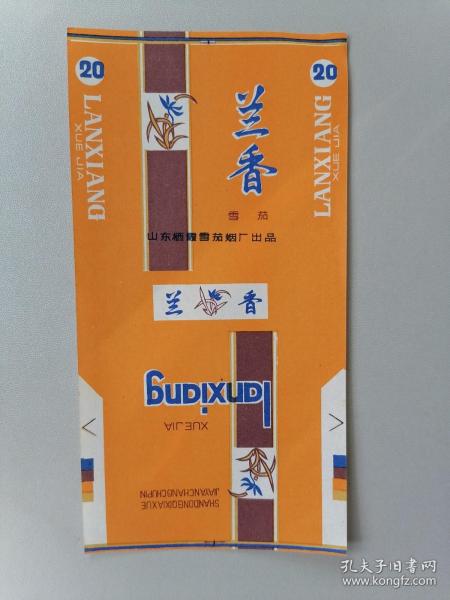 20
LANXIANG
XUE JIA
兰香
雪茄
山东栖霞雪茄烟厂出品
20
LANXIANG
XUE JIA
兰香
lanxiang
XUEJIA
SHANDONGQIXIAXUE
JIAYANCHANGCHUPIN
孔夫子旧书网
www.kongfz.com